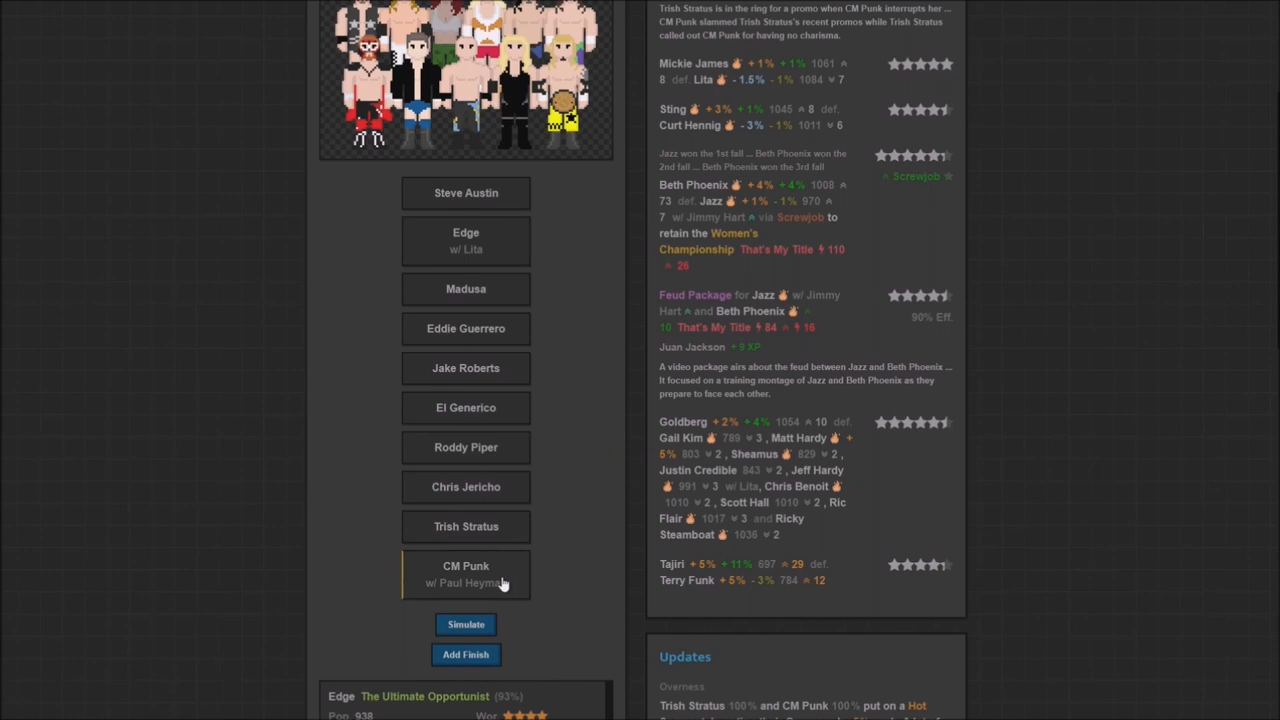 Steve Austin
Edge
w/ Lita
Madusa
Eddie Guerrero
Jake Roberts
El Generico
Roddy Piper
Chris Jericho
Trish Stratus
CM Punk
w/ Paul Heyman
Simulate
Add Finish
Edge The Ultimate Opportunist (93%)
Pop. 938 Wor.
Trish Stratus is in the ring for a promo when CM Punk interrupts her ...
CM Punk slammed Trish Stratus's recent promos while Trish Stratus
called out CM Punk for having no charisma.
Mickie James + 1% + 1% 1061
8 def. Lita - 1.5% - 1% 1084 7
Sting + 3% + 1% 1045 8 def.
Curt Hennig - 3% - 1% 1011 6
Jazz won the 1st fall ... Beth Phoenix won the
2nd fall ... Beth Phoenix won the 3rd fall
Screwjob
Beth Phoenix + 4% + 4% 1008
73 def. Jazz + 1% - 1% 970
7 w/ Jimmy Hart via Screwjob to
retain the Women's
Championship That's My Title 110
26
Feud Package for Jazz w/ Jimmy
Hart and Beth Phoenix
90% Eff.
10 That's My Title 84 16
Juan Jackson + 9 XP
A video package airs about the feud between Jazz and Beth Phoenix ...
It focused on a training montage of Jazz and Beth Phoenix as they
prepare to face each other.
Goldberg + 2% + 4% 1054 10 def.
Gail Kim 789 3 , Matt Hardy +
5% 803 2 , Sheamus 829 2 ,
Justin Credible 843 2 , Jeff Hardy
991 3 w/ Lita, Chris Benoit
1010 2 , Scott Hall 1010 2 , Ric
Flair 1017 3 and Ricky
Steamboat 1036 2
Tajiri + 5% + 11% 697 29 def.
Terry Funk + 5% - 3% 784 12
Updates
Overness
Trish Stratus 100% and CM Punk 100% put on a Hot